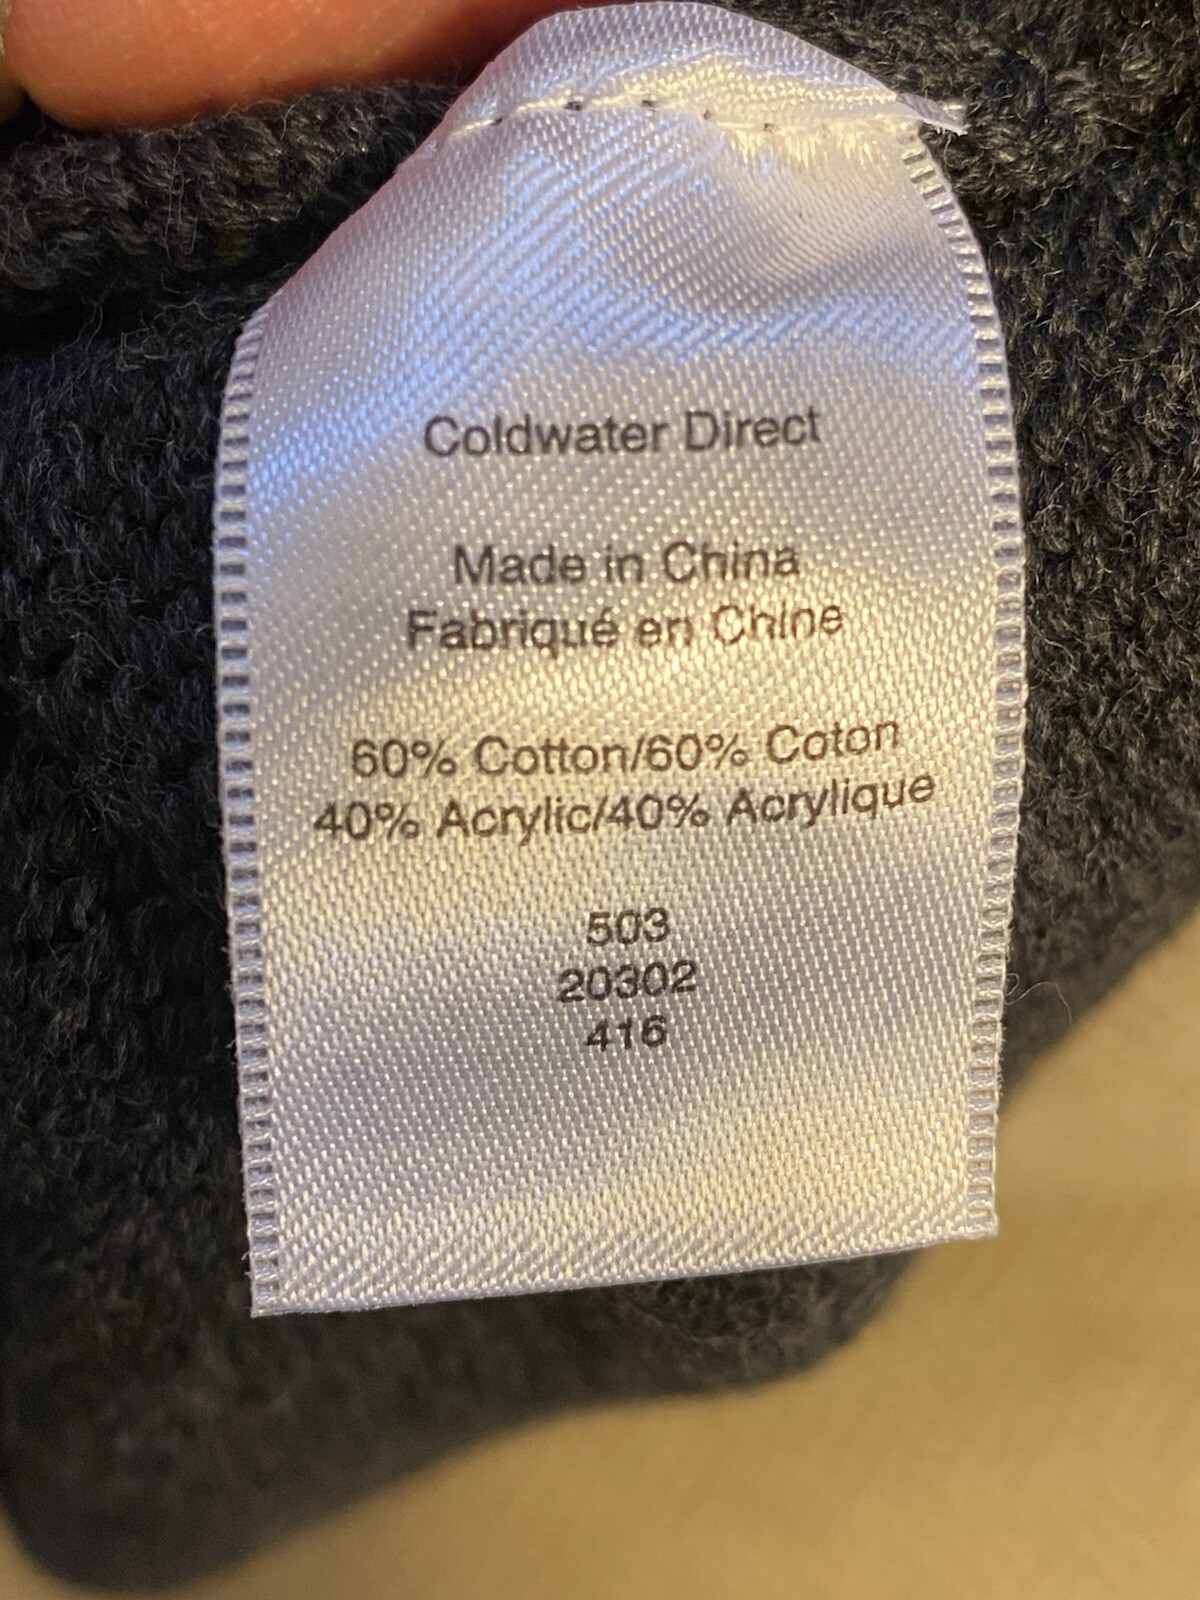 Coldwater Direct
Made in China
Fabriqué en Chine
60% Cotton/60% Coton
40% Acrylic/40% Acrylique
503
20302
416